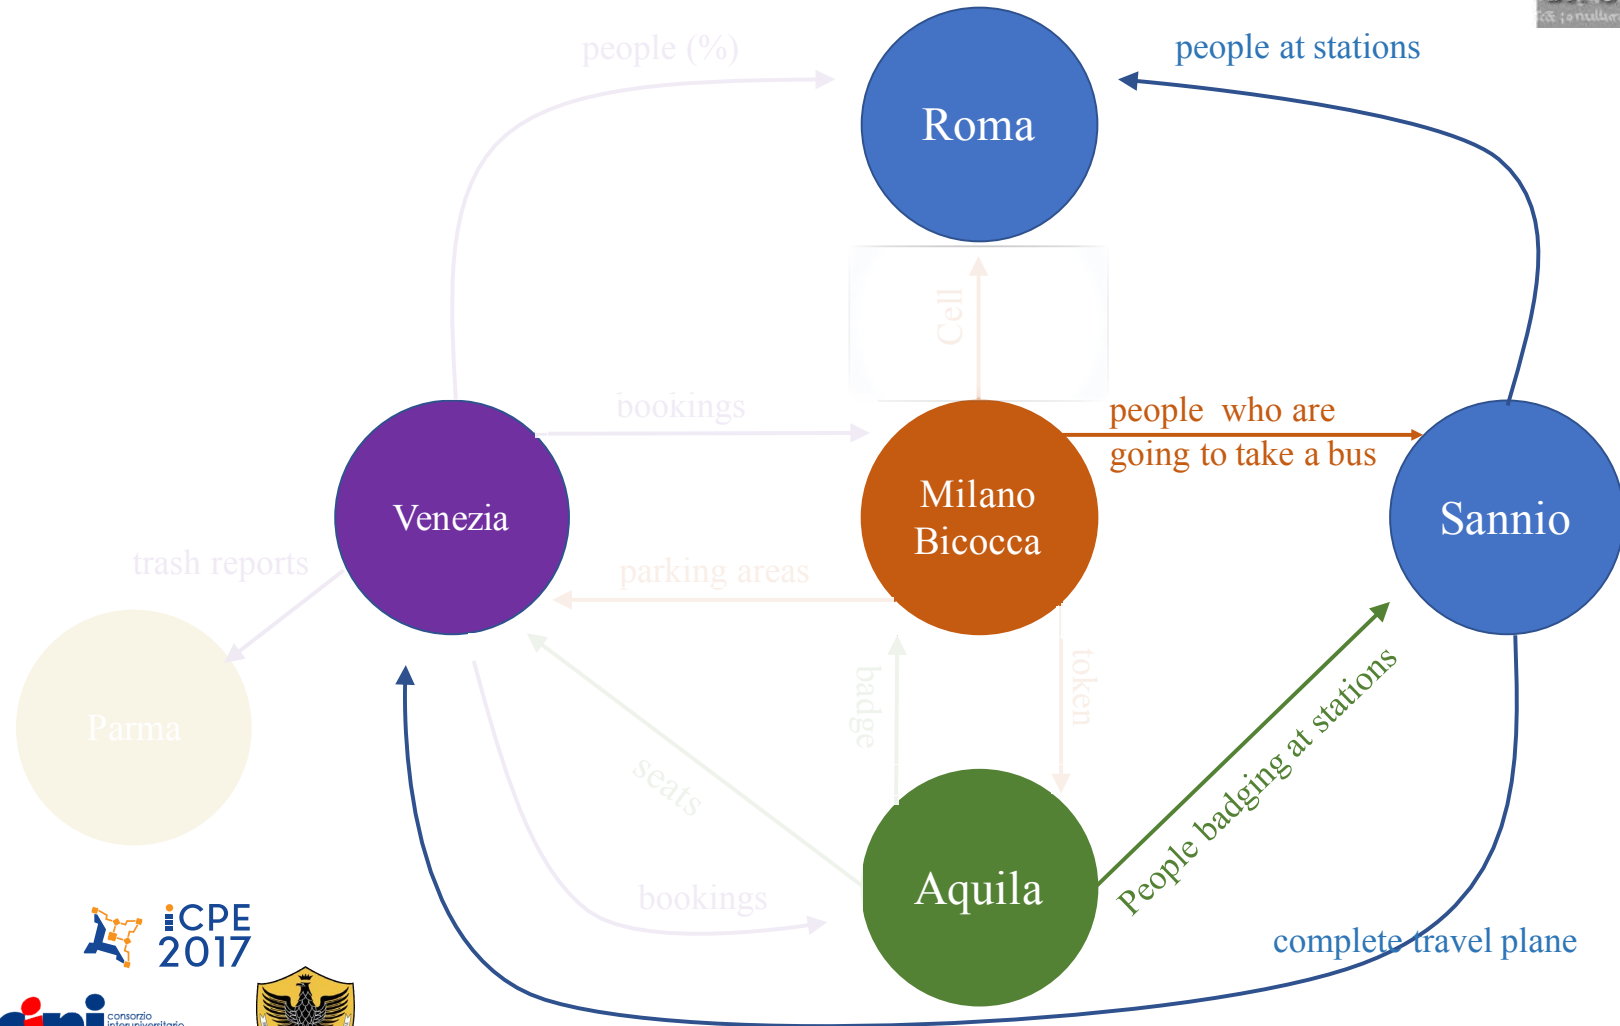 people (%)
people at stations
Roma
Cell
bookings
people who are
going to take a bus
Venezia
Milano
Bicocca
Sannio
trash reports
parking areas
Parma
badge
token
seats
People badging at stations
bookings
Aquila
complete travel plane
iCPE
2017
cini
consorzio
interuniversitario